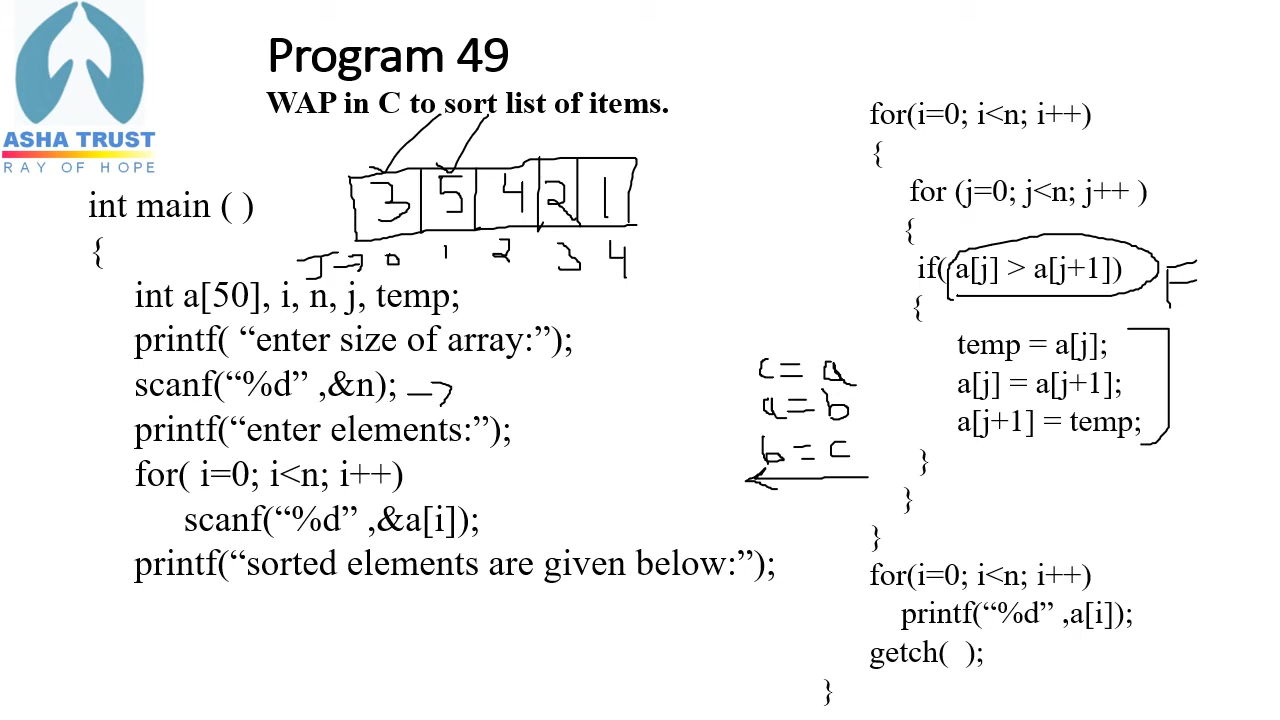 ASHA TRUST
RAY OF HOPE
Program 49
WAP in C to sort list of items.
3 5 4 2 1
J→ 0 1 2 3 4
int main ( )
{
int a[50], i, n, j, temp;
printf( “enter size of array:”);
scanf(“%d” ,&n); →
printf(“enter elements:”);
for( i=0; i<n; i++)
scanf(“%d” ,&a[i]);
printf(“sorted elements are given below:”);
c = a
a = b
b = c
for(i=0; i<n; i++)
{
for (j=0; j<n; j++ )
{
if( a[j] > a[j+1])
{
temp = a[j];
a[j] = a[j+1];
a[j+1] = temp;
}
}
}
for(i=0; i<n; i++)
printf(“%d” ,a[i]);
getch( );
}